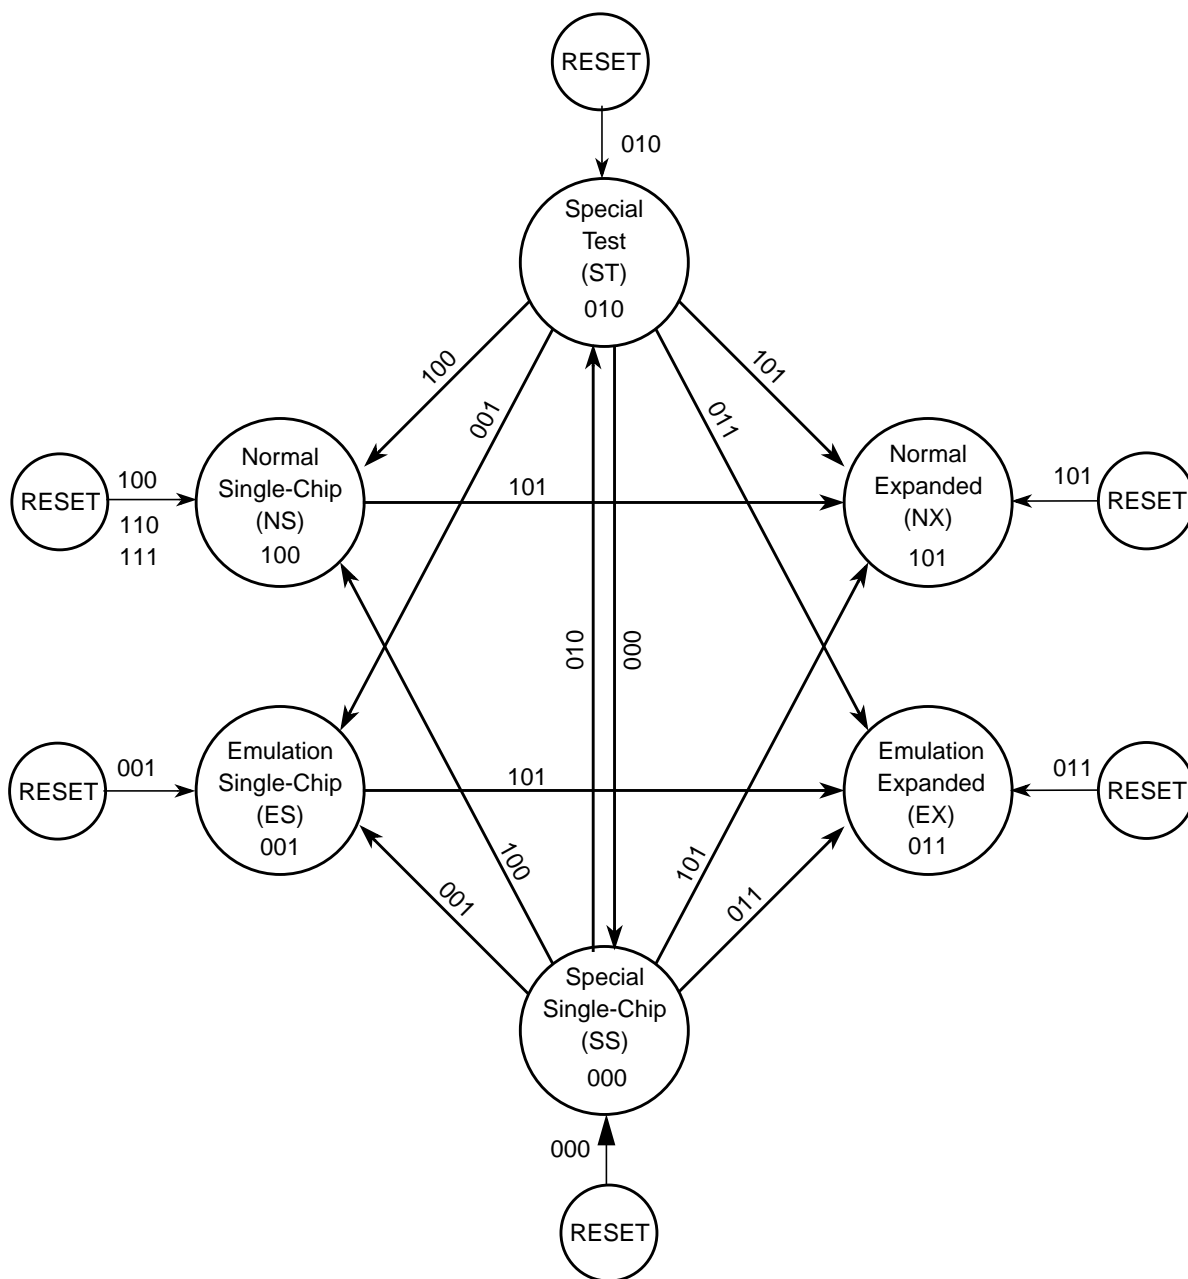 RESET
010
Special
Test
(ST)
010
100
001
101
011
Normal
Single-Chip
(NS)
100
RESET
100
110
111
101
Normal
Expanded
(NX)
101
101
RESET
010
000
Emulation
Single-Chip
(ES)
001
RESET
001
101
Emulation
Expanded
(EX)
011
011
RESET
100
001
101
011
Special
Single-Chip
(SS)
000
000
RESET